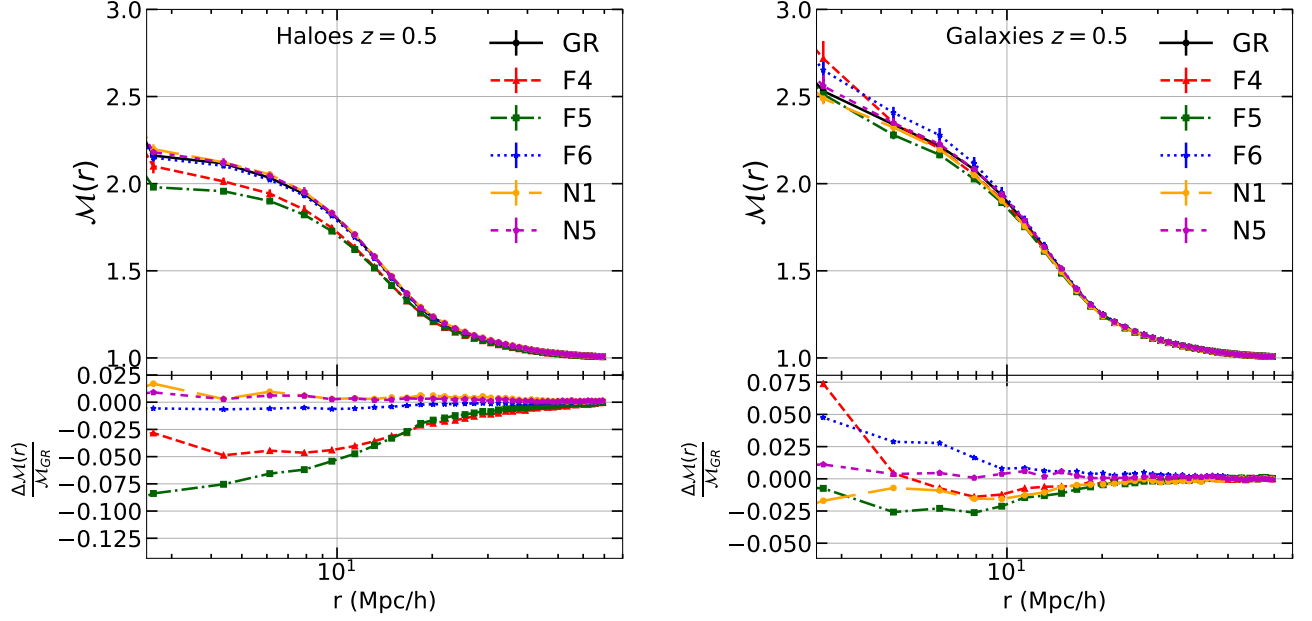 Haloes z = 0.5
GR
F4
F5
F6
N1
N5
3.0
2.5
2.0
1.5
1.0
ℳ(r)
0.025
0.000
−0.025
−0.050
−0.075
−0.100
−0.125
Δℳ(r)
ℳGR
10¹
r (Mpc/h)
Galaxies z = 0.5
GR
F4
F5
F6
N1
N5
3.0
2.5
2.0
1.5
1.0
ℳ(r)
0.075
0.050
0.025
0.000
−0.025
−0.050
Δℳ(r)
ℳGR
10¹
r (Mpc/h)